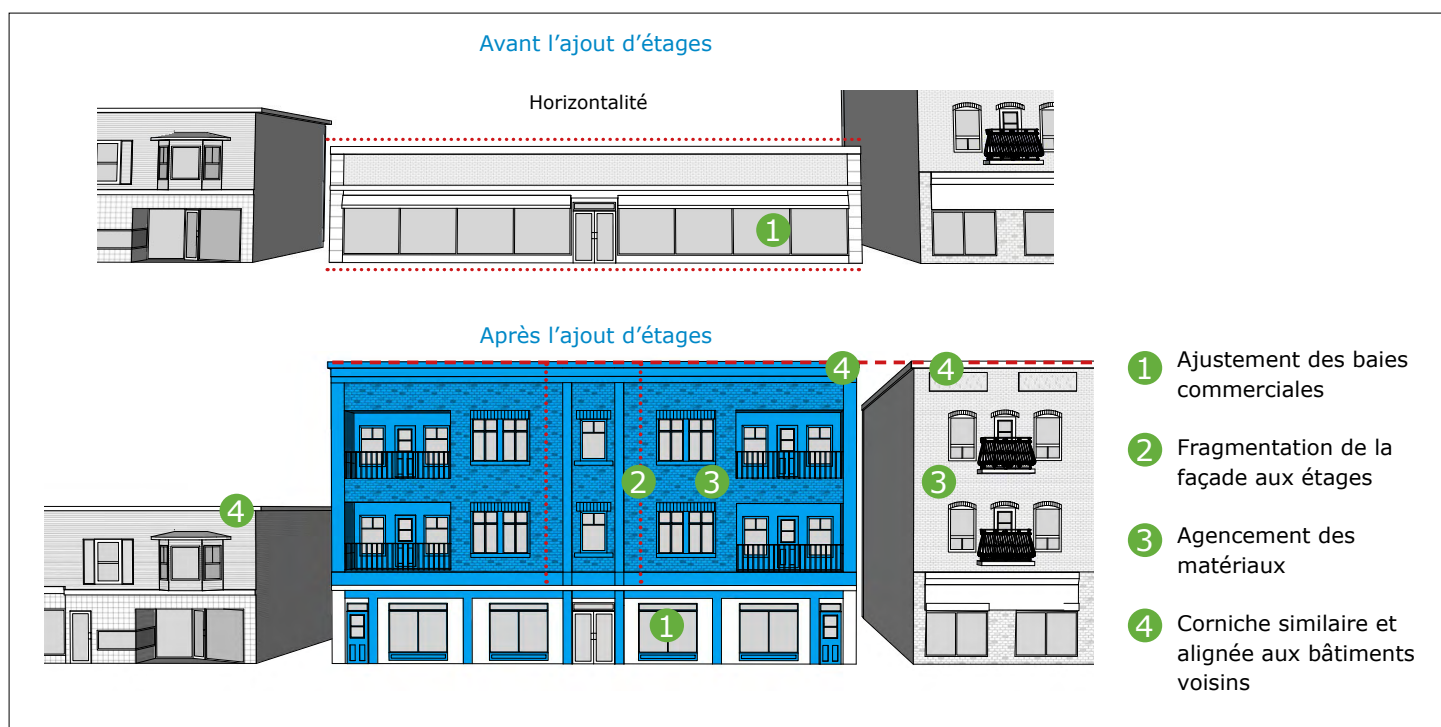 Avant l’ajout d’étages
Horizontalité
1
Après l’ajout d’étages
4
4
4
2
3
3
1
1 Ajustement des baies
commerciales
2 Fragmentation de la
façade aux étages
3 Agencement des
matériaux
4 Corniche similaire et
alignée aux bâtiments
voisins